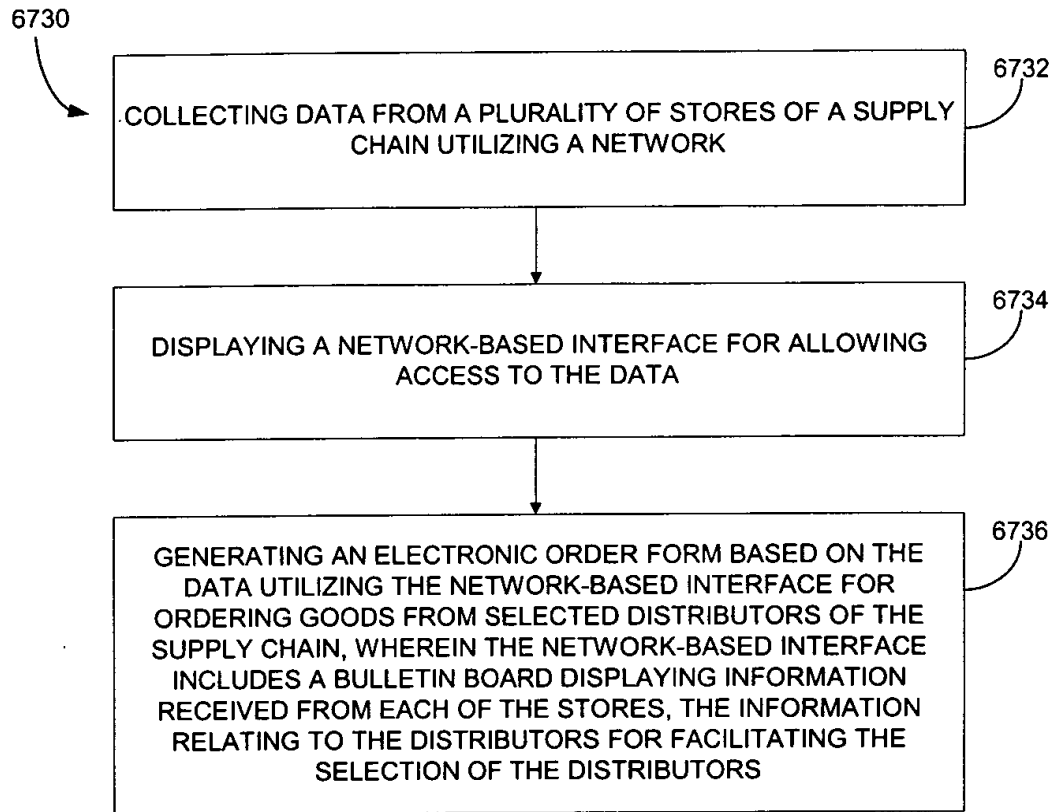 6730
6732
COLLECTING DATA FROM A PLURALITY OF STORES OF A SUPPLY
CHAIN UTILIZING A NETWORK
6734
DISPLAYING A NETWORK-BASED INTERFACE FOR ALLOWING
ACCESS TO THE DATA
6736
GENERATING AN ELECTRONIC ORDER FORM BASED ON THE
DATA UTILIZING THE NETWORK-BASED INTERFACE FOR
ORDERING GOODS FROM SELECTED DISTRIBUTORS OF THE
SUPPLY CHAIN, WHEREIN THE NETWORK-BASED INTERFACE
INCLUDES A BULLETIN BOARD DISPLAYING INFORMATION
RECEIVED FROM EACH OF THE STORES, THE INFORMATION
RELATING TO THE DISTRIBUTORS FOR FACILITATING THE
SELECTION OF THE DISTRIBUTORS